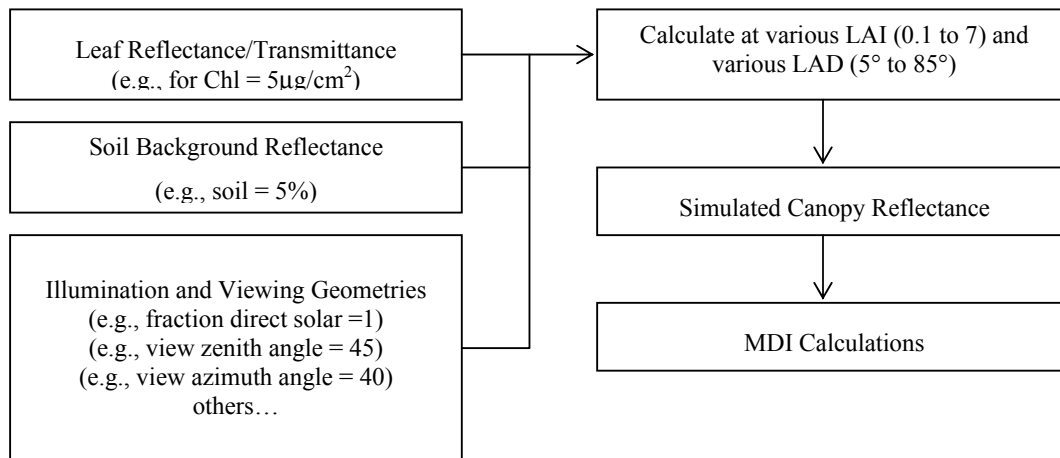 Leaf Reflectance/Transmittance
(e.g., for Chl = 5μg/cm²)
Soil Background Reflectance
(e.g., soil = 5%)
Illumination and Viewing Geometries
(e.g., fraction direct solar =1)
(e.g., view zenith angle = 45)
(e.g., view azimuth angle = 40)
others…
Calculate at various LAI (0.1 to 7) and
various LAD (5° to 85°)
Simulated Canopy Reflectance
MDI Calculations